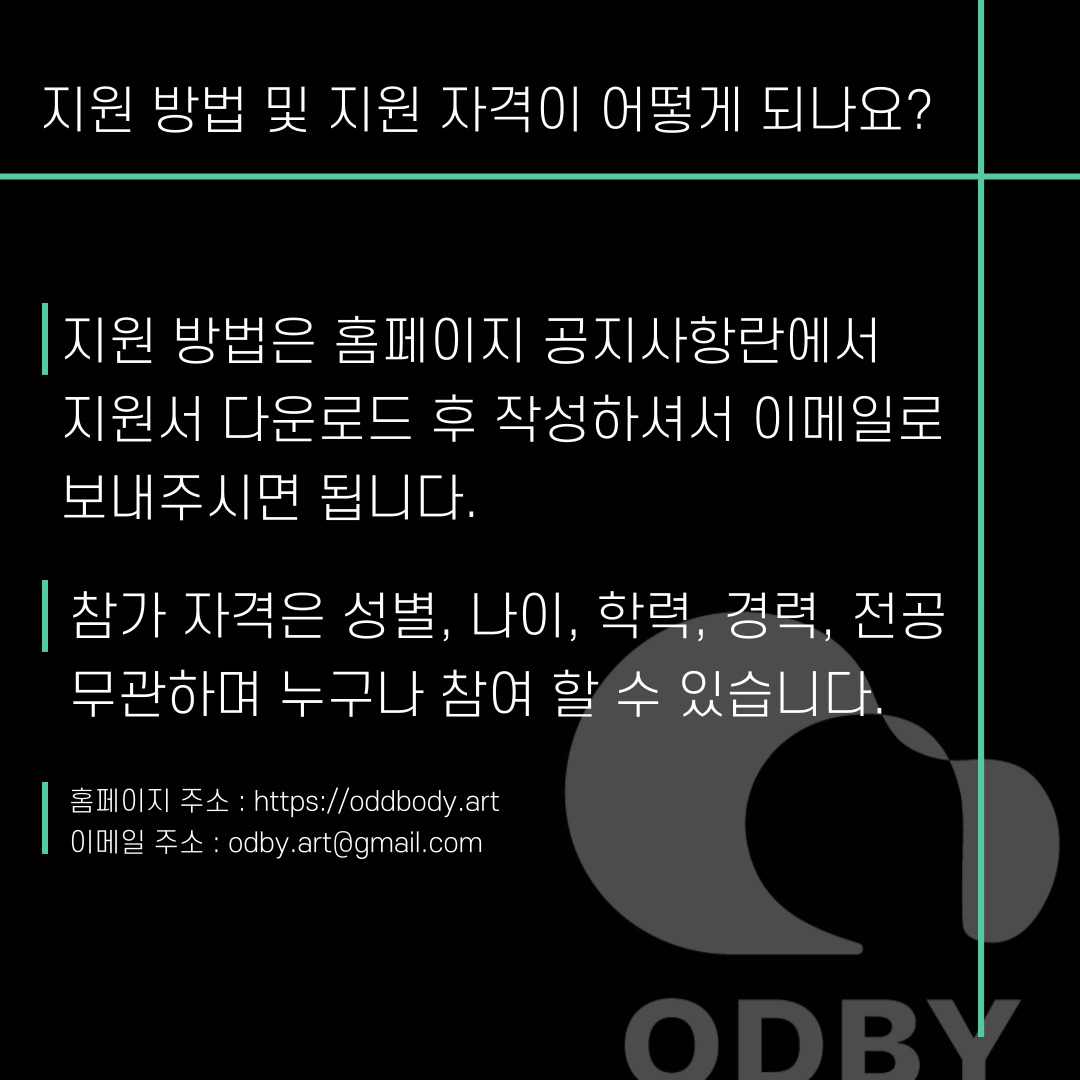 지원 방법 및 지원 자격이 어떻게 되나요?
지원 방법은 홈페이지 공지사항란에서
지원서 다운로드 후 작성하셔서 이메일로
보내주시면 됩니다.
참가 자격은 성별, 나이, 학력, 경력, 전공
무관하며 누구나 참여 할 수 있습니다.
홈페이지 주소 : https://oddbody.art
이메일 주소 : odby.art@gmail.com
ODBY